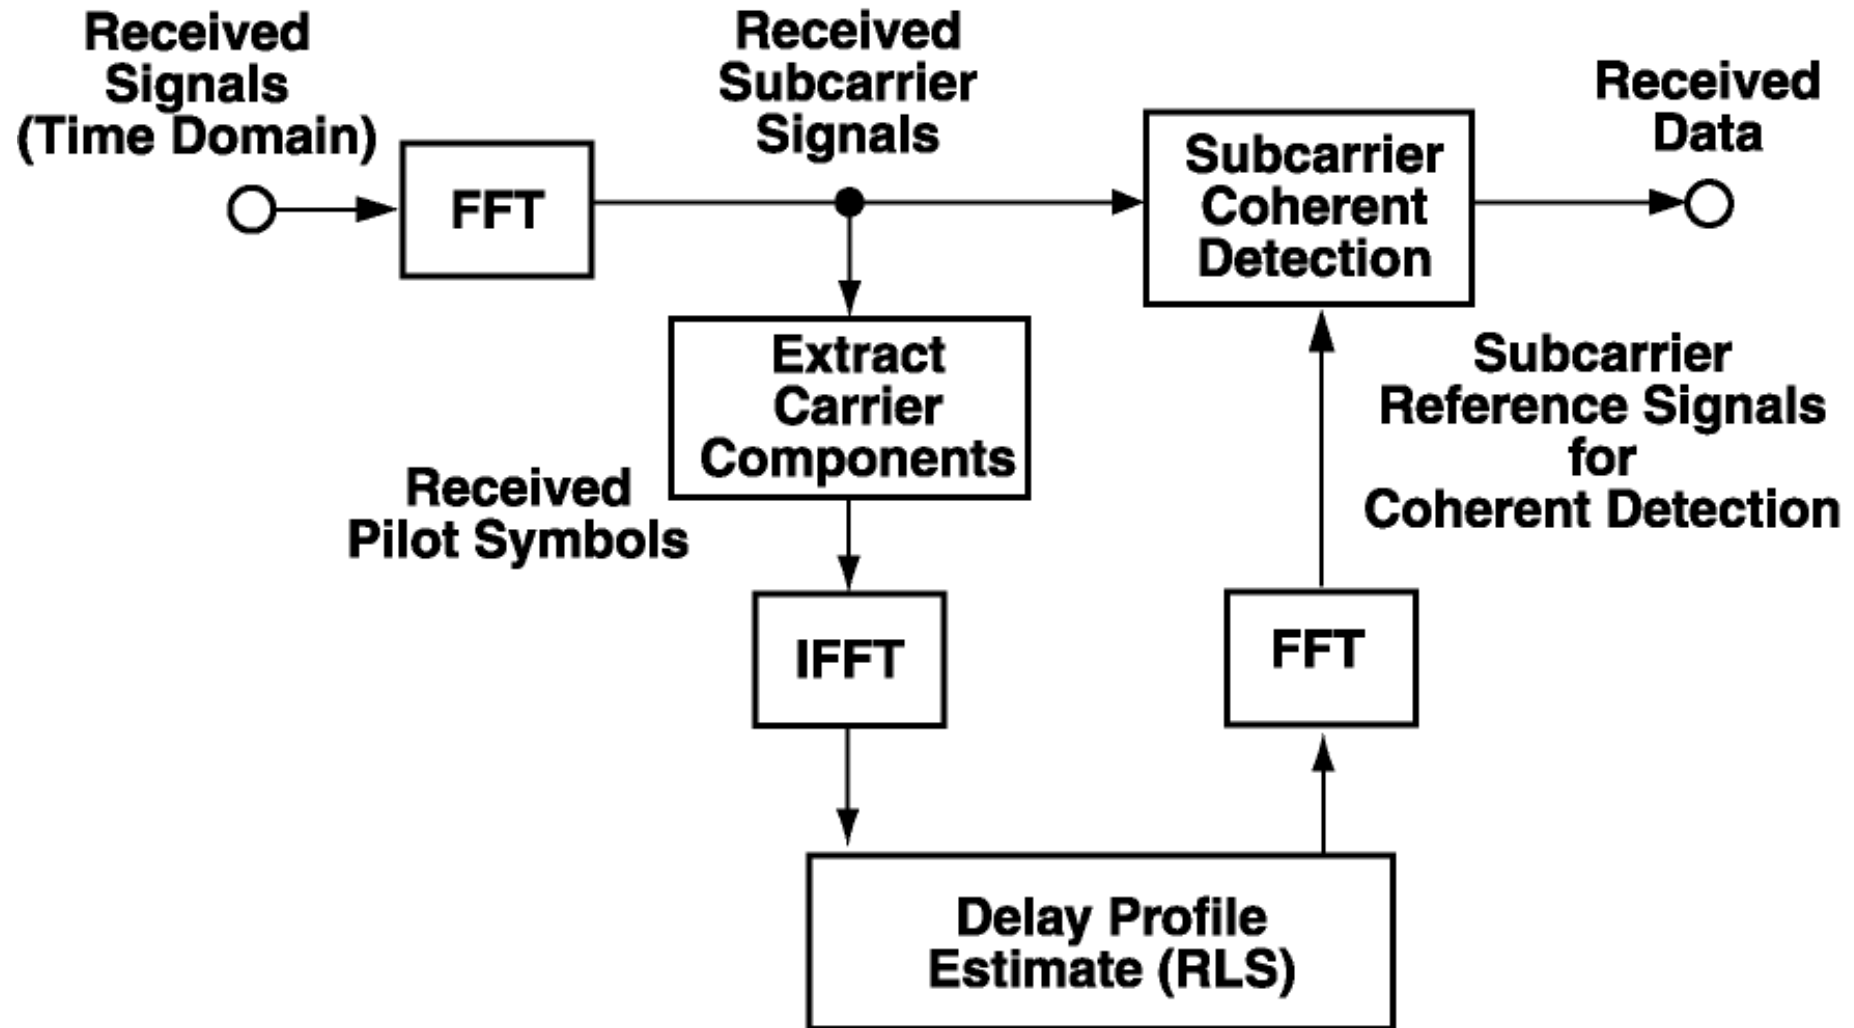 Received
Signals
(Time Domain)
Received
Subcarrier
Signals
Received
Data
FFT
Subcarrier
Coherent
Detection
Extract
Carrier
Components
Subcarrier
Reference Signals
for
Coherent Detection
Received
Pilot Symbols
IFFT
FFT
Delay Profile
Estimate (RLS)